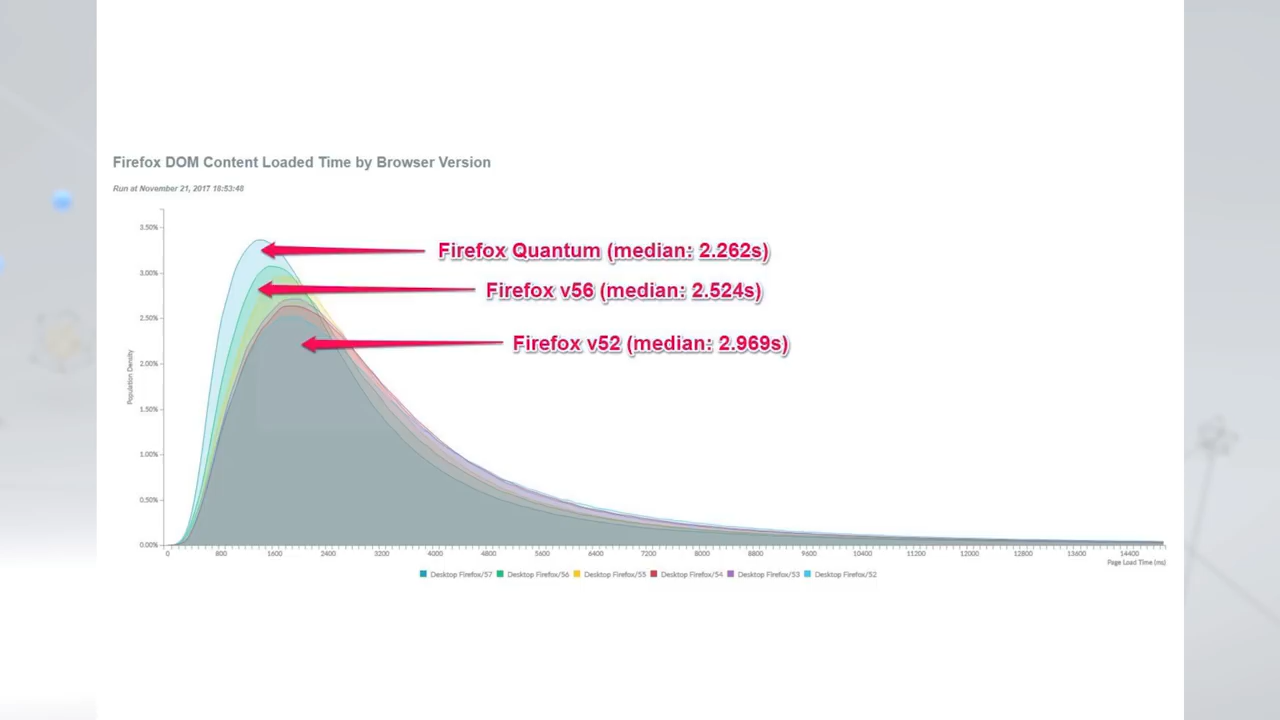 Firefox DOM Content Loaded Time by Browser Version
Run at November 21, 2017 16:53:48
3.50%
3.00%
2.50%
2.00%
1.50%
1.00%
0.50%
0.00%
Population Density
Firefox Quantum (median: 2.262s)
Firefox v56 (median: 2.524s)
Firefox v52 (median: 2.969s)
0 800 1600 2400 3200 4000 4800 5600 6400 7200 8000 8800 9600 10400 11200 12000 12800 13600 14400
Page Load Time (ms)
Desktop Firefox/57 Desktop Firefox/56 Desktop Firefox/55 Desktop Firefox/54 Desktop Firefox/53 Desktop Firefox/52